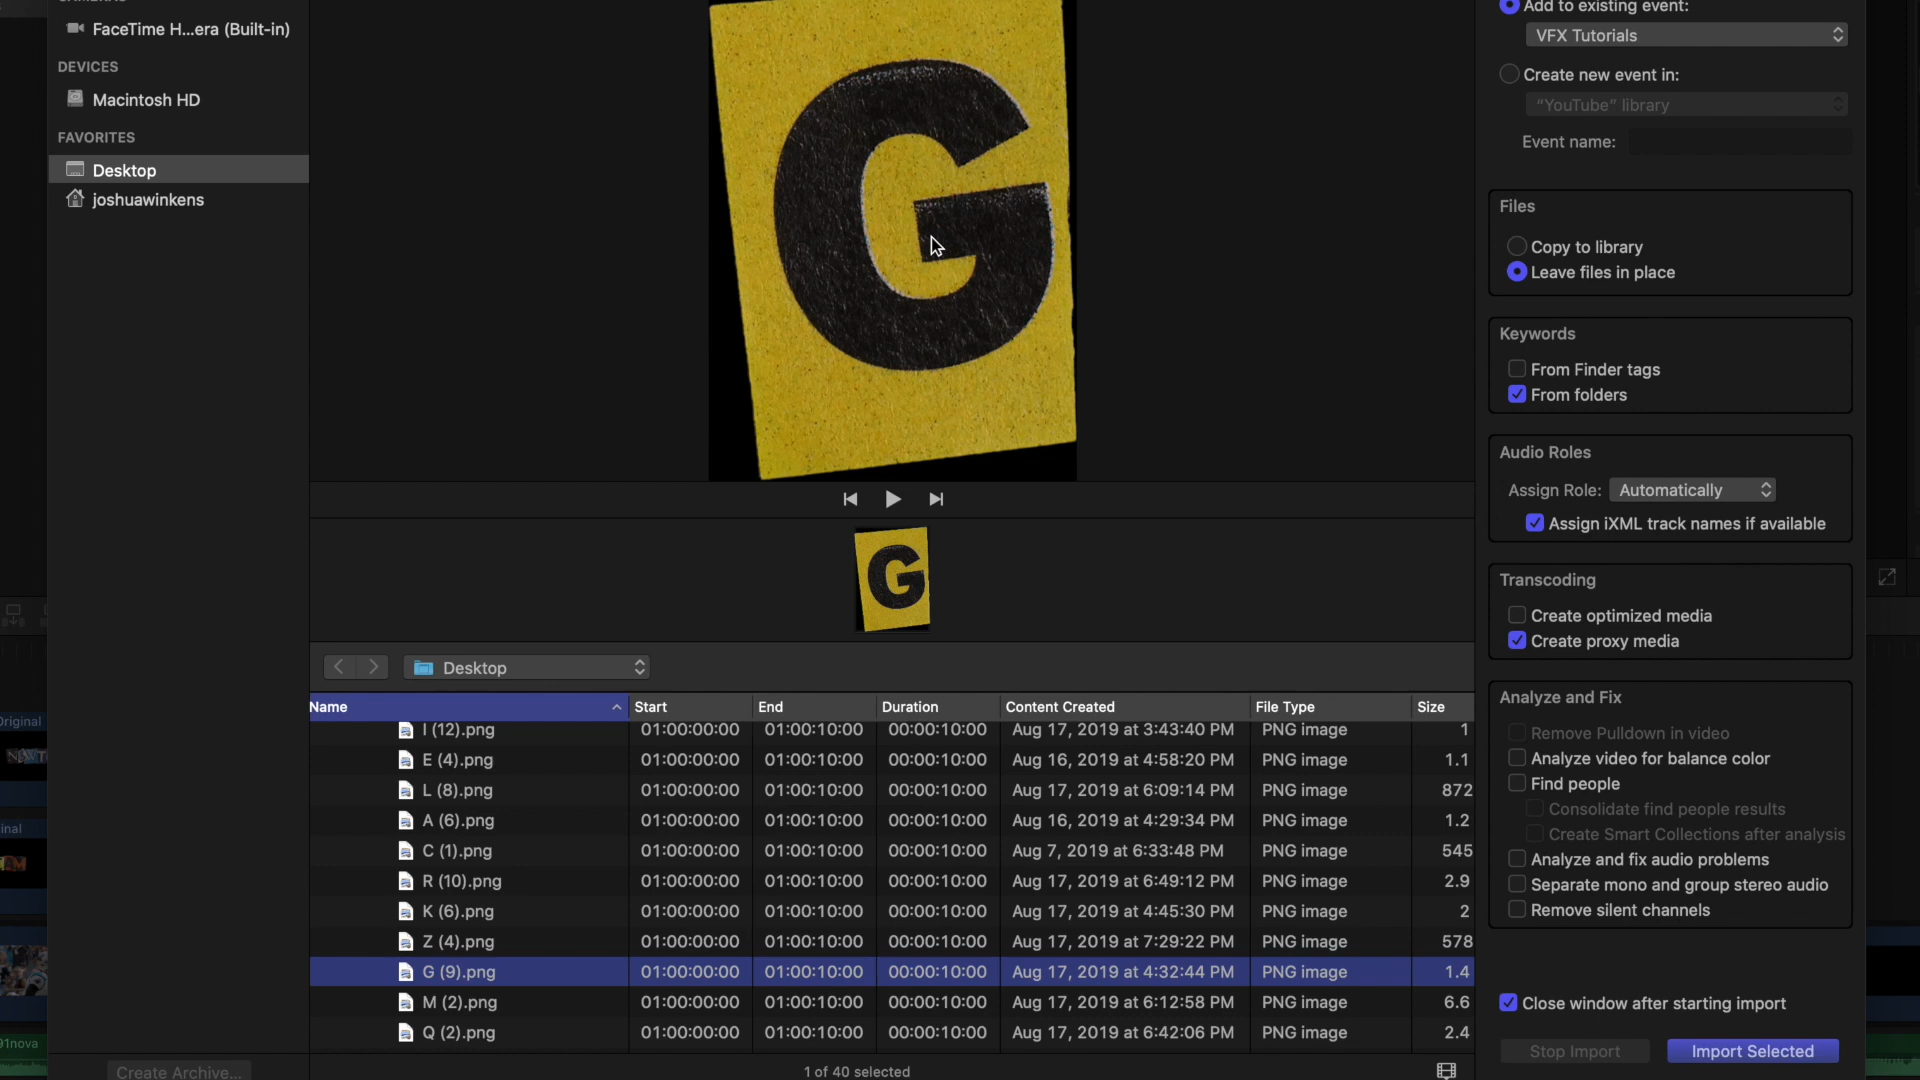 FaceTime H...era (Built-in)
DEVICES
Macintosh HD
FAVORITES
Desktop
joshuawinkens
G
G
Desktop
Name Start End Duration Content Created File Type Size
I (12).png 01:00:00:00 01:00:10:00 00:00:10:00 Aug 17, 2019 at 3:43:40 PM PNG image 1
E (4).png 01:00:00:00 01:00:10:00 00:00:10:00 Aug 16, 2019 at 4:58:20 PM PNG image 1.1
L (8).png 01:00:00:00 01:00:10:00 00:00:10:00 Aug 17, 2019 at 6:09:14 PM PNG image 872
A (6).png 01:00:00:00 01:00:10:00 00:00:10:00 Aug 16, 2019 at 4:29:34 PM PNG image 1.2
C (1).png 01:00:00:00 01:00:10:00 00:00:10:00 Aug 7, 2019 at 6:33:48 PM PNG image 545
R (10).png 01:00:00:00 01:00:10:00 00:00:10:00 Aug 17, 2019 at 6:49:12 PM PNG image 2.9
K (6).png 01:00:00:00 01:00:10:00 00:00:10:00 Aug 17, 2019 at 4:45:30 PM PNG image 2
Z (4).png 01:00:00:00 01:00:10:00 00:00:10:00 Aug 17, 2019 at 7:29:22 PM PNG image 578
G (9).png 01:00:00:00 01:00:10:00 00:00:10:00 Aug 17, 2019 at 4:32:44 PM PNG image 1.4
M (2).png 01:00:00:00 01:00:10:00 00:00:10:00 Aug 17, 2019 at 6:12:58 PM PNG image 6.6
Q (2).png 01:00:00:00 01:00:10:00 00:00:10:00 Aug 17, 2019 at 6:42:06 PM PNG image 2.4
Create Archive...
1 of 40 selected
Add to existing event:
VFX Tutorials
Create new event in:
"YouTube" library
Event name:
Files
Copy to library
Leave files in place
Keywords
From Finder tags
From folders
Audio Roles
Assign Role: Automatically
Assign iXML track names if available
Transcoding
Create optimized media
Create proxy media
Analyze and Fix
Remove Pulldown in video
Analyze video for balance color
Find people
Consolidate find people results
Create Smart Collections after analysis
Analyze and fix audio problems
Separate mono and group stereo audio
Remove silent channels
Close window after starting import
Stop Import
Import Selected